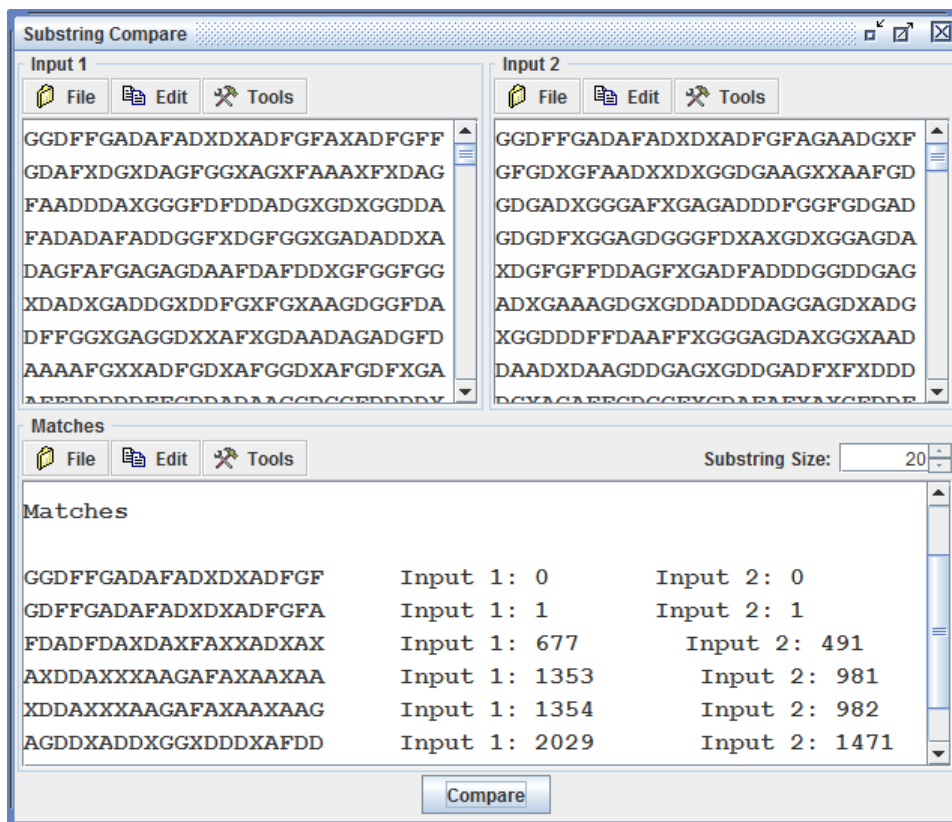 Substring Compare
Input 1
File Edit Tools
GGDFFGADAFADXDXADFGFAXADFGFF
GDAFXDGXDAGFGGXAGXFAAAXFXDAG
FAADDDAXGGGFDFDDADGXGDXGGDDA
FADADAFADDGGFXDGFGGXGADADDXA
DAGFAFGAGAGDAAFDAFDDXGFGGFGG
XDADXGADDGXDDFGXFGXAAGDGGFDA
DFFGGXGAGGDXXAFXGDAADAGADGFD
AAAAFGXXADFGDXAFGGDXAFGDFXGA
Input 2
File Edit Tools
GGDFFGADAFADXDXADFGFAGAADGXF
GFGDXGFAADXXDXGGDGAAGXXAAFGD
GDGADXGGGAFXGAGADDDFGGFGDGAD
GDGDFXGGAGDGGGFDXAXGDXGGAGDA
XDGFGFFDDAGFXGADFADDDGGDDGAG
ADXGAAAGDGXGDDADDDAGGAGDXADG
XGGDDDFFDAAFFXGGGAGDAXGGXAAD
DAADXDAAGDDGAGXGDDGADFXFXDDD
Matches
File Edit Tools Substring Size: 20
Matches
GGDFFGADAFADXDXADFGF Input 1: 0 Input 2: 0
GDFFGADAFADXDXADFGFA Input 1: 1 Input 2: 1
FDADFDAXDAXFAXXADXAX Input 1: 677 Input 2: 491
AXDDAXXXAAGAFAXAAXAA Input 1: 1353 Input 2: 981
XDDAXXXAAGAFAXAAXAAG Input 1: 1354 Input 2: 982
AGDDXADDXGGXDDDXAFDD Input 1: 2029 Input 2: 1471
Compare